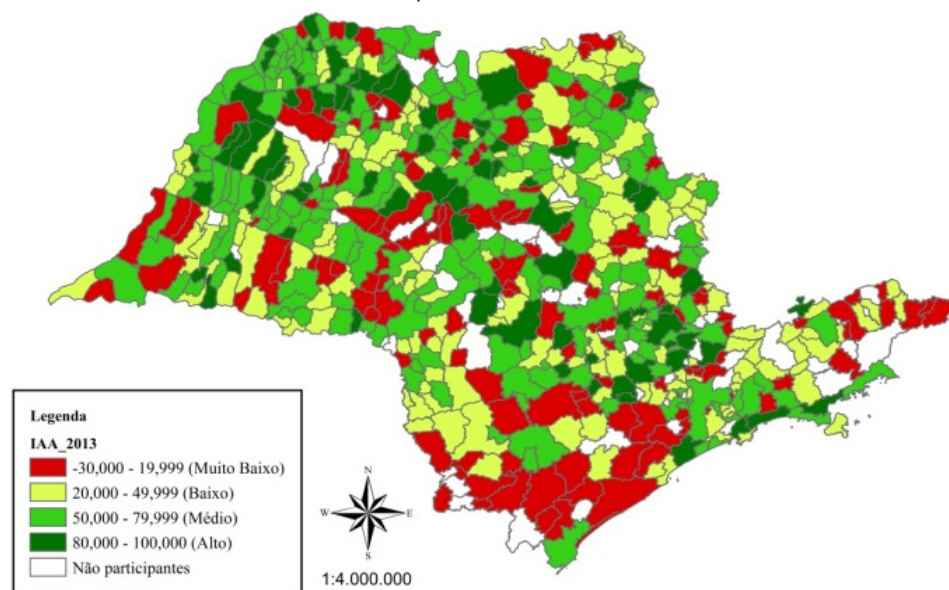 Legenda
IAA_2013
-30,000 - 19,999 (Muito Baixo)
20,000 - 49,999 (Baixo)
50,000 - 79,999 (Médio)
80,000 - 100,000 (Alto)
Não participantes
N
W E
S
1:4.000.000